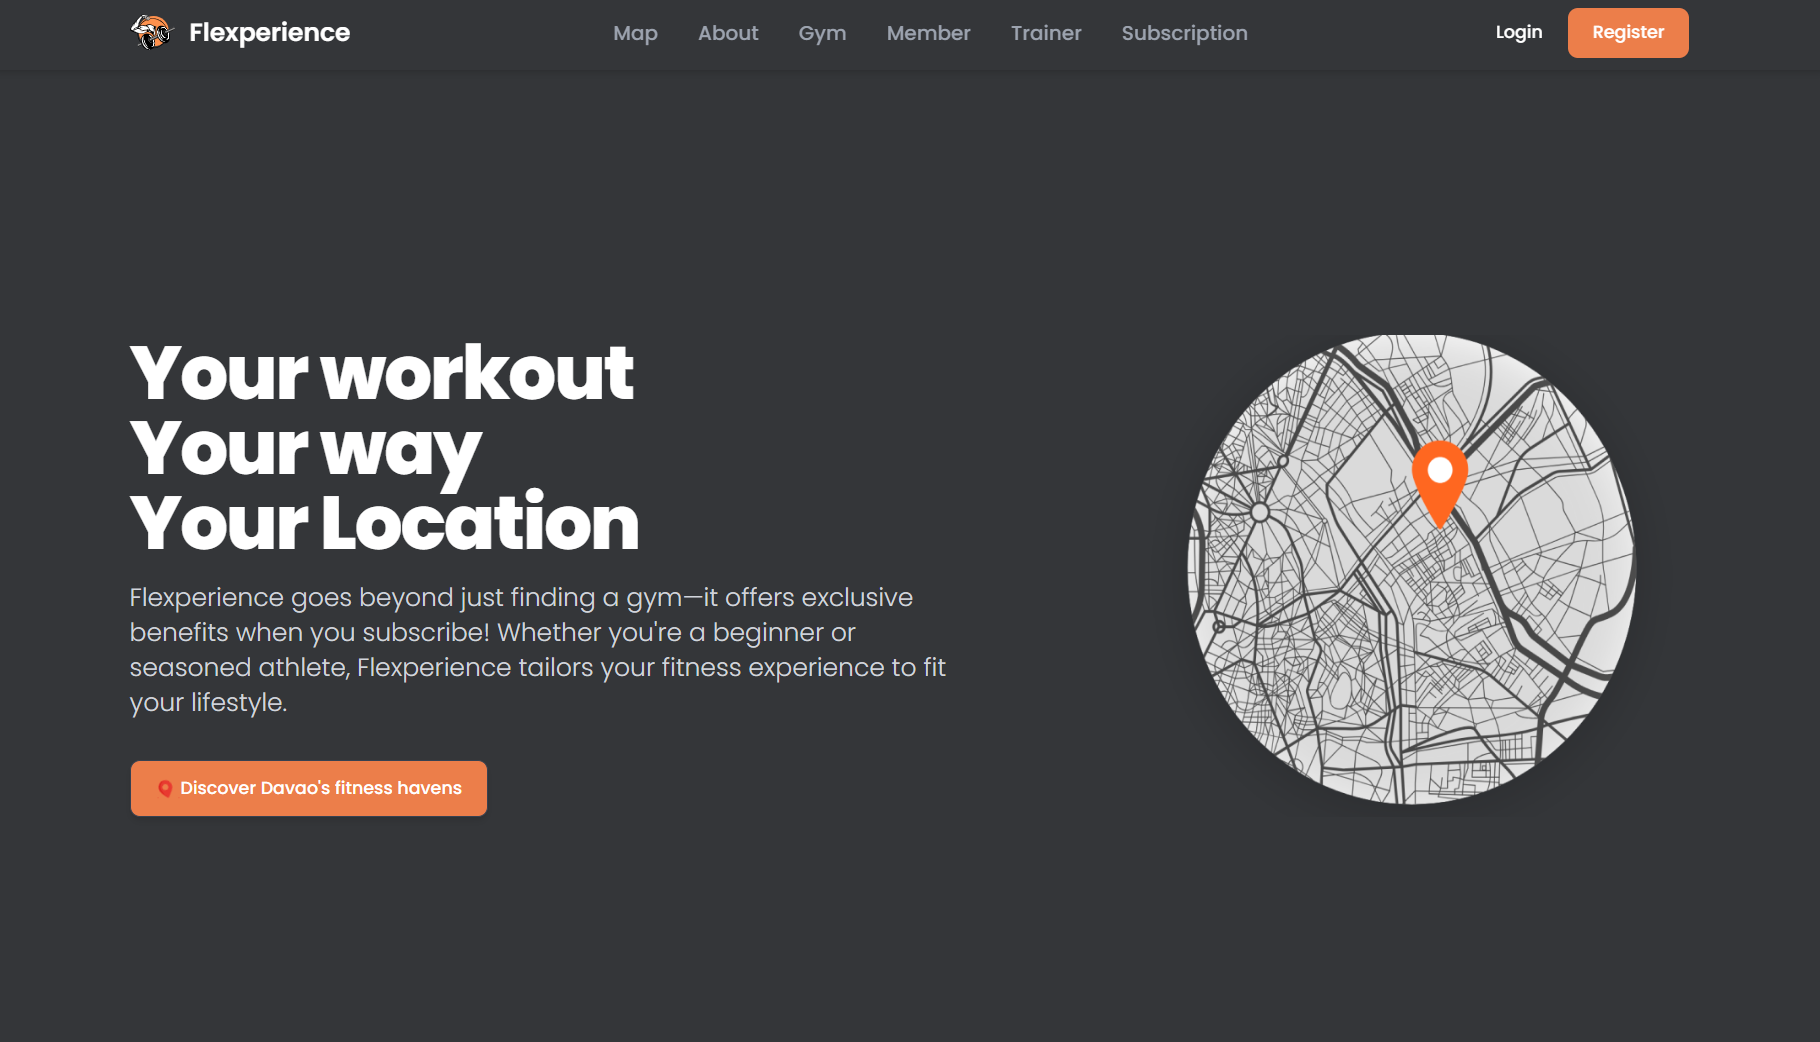 Flexperience
Map
About
Gym
Member
Trainer
Subscription
Login
Register
Your workout
Your way
Your Location
Flexperience goes beyond just finding a gym—it offers exclusive
benefits when you subscribe! Whether you're a beginner or
seasoned athlete, Flexperience tailors your fitness experience to fit
your lifestyle.
Discover Davao's fitness havens